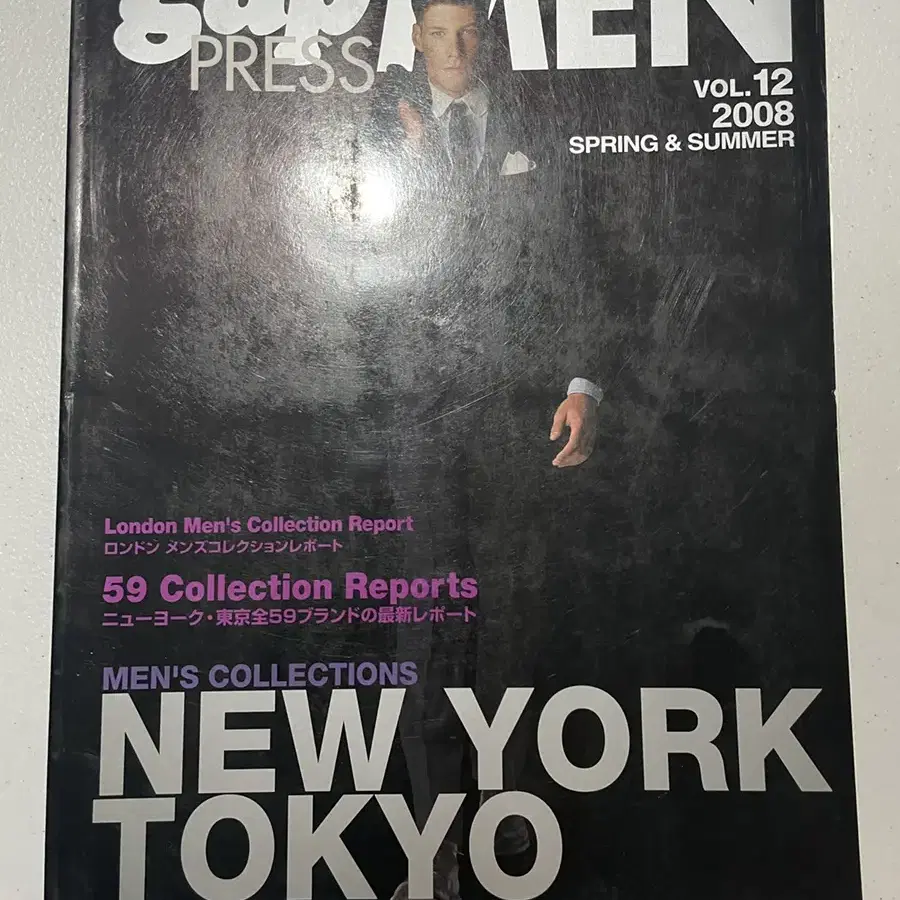 gap MEN
PRESS
VOL.12
2008
SPRING & SUMMER
London Men's Collection Report
ロンドン メンズコレクションレポート
59 Collection Reports
ニューヨーク・東京全59ブランドの最新レポート
MEN'S COLLECTIONS
NEW YORK
TOKYO